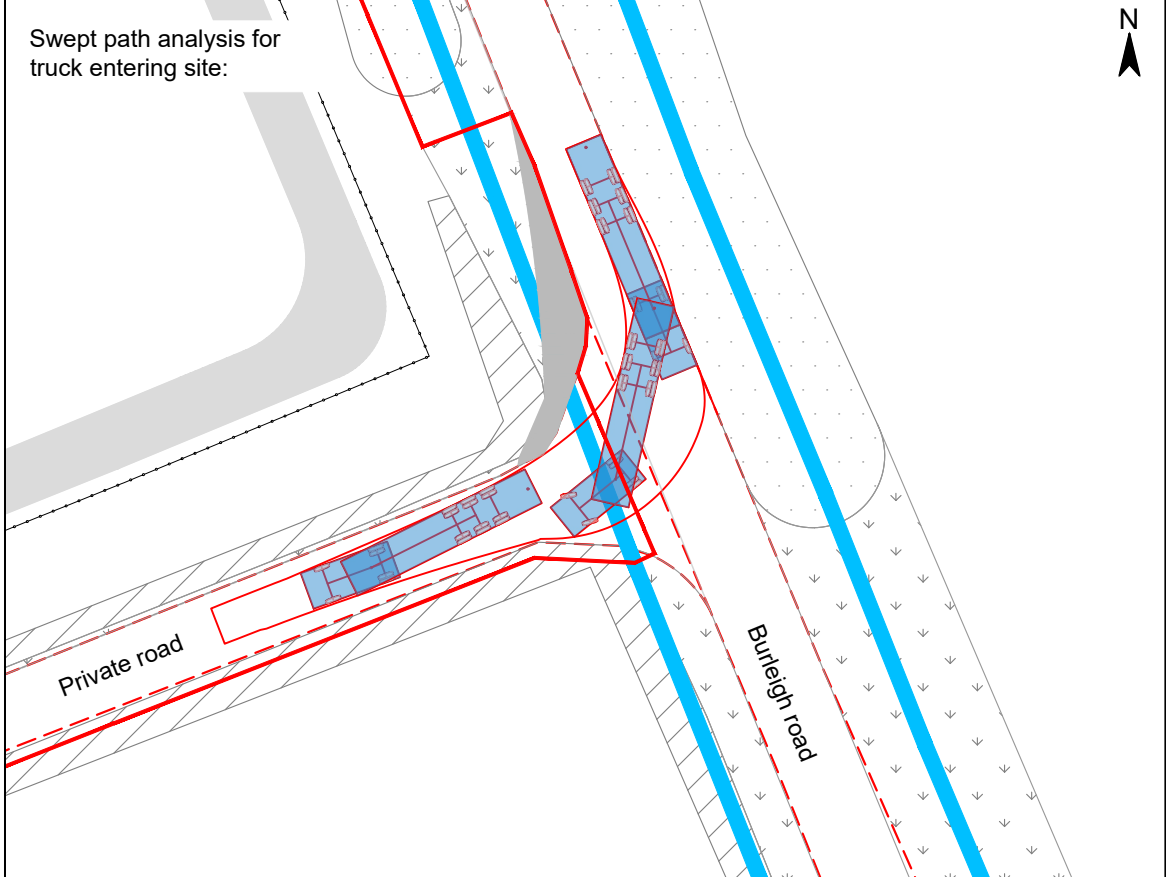 Swept path analysis for
truck entering site:
N
Private road
Burleigh road